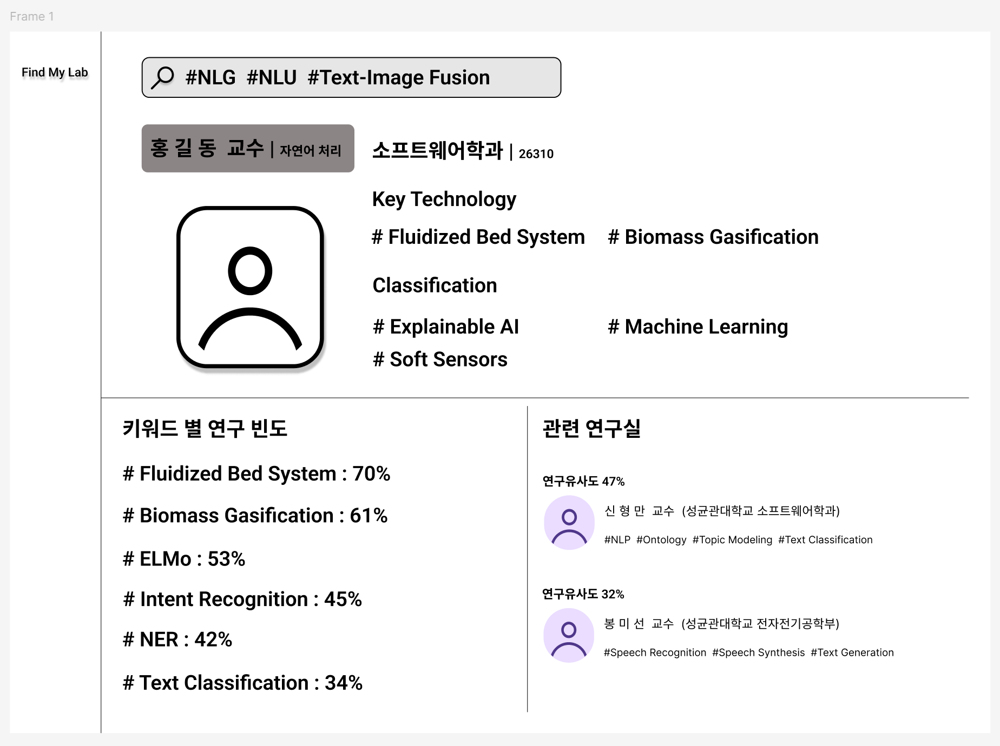 Frame 1
Find My Lab
#NLG #NLU #Text-Image Fusion
홍 길 동 교수 | 자연어 처리
소프트웨어학과 | 26310
Key Technology
# Fluidized Bed System # Biomass Gasification
Classification
# Explainable AI # Machine Learning
# Soft Sensors
키워드 별 연구 빈도
# Fluidized Bed System : 70%
# Biomass Gasification : 61%
# ELMo : 53%
# Intent Recognition : 45%
# NER : 42%
# Text Classification : 34%
관련 연구실
연구유사도 47%
신 형 만 교수 (성균관대학교 소프트웨어학과)
#NLP #Ontology #Topic Modeling #Text Classification
연구유사도 32%
봉 미 선 교수 (성균관대학교 전자전기공학부)
#Speech Recognition #Speech Synthesis #Text Generation